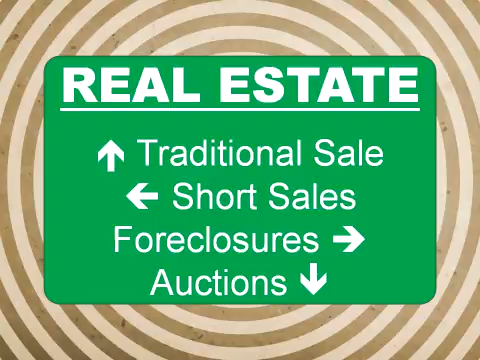 REAL ESTATE
↑ Traditional Sale
← Short Sales
Foreclosures →
Auctions ↓